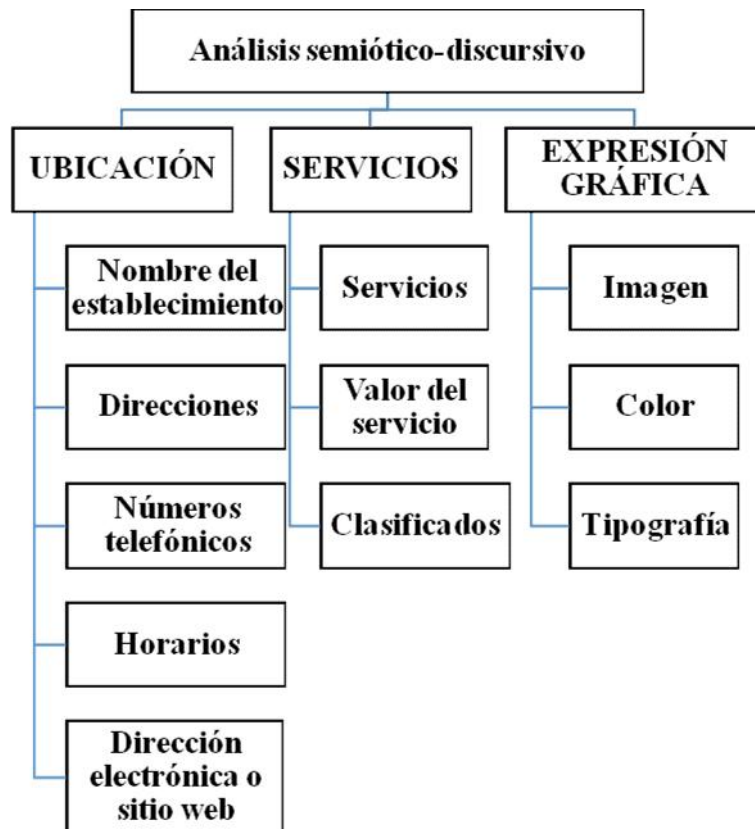 Análisis semiótico-discursivo
UBICACIÓN
Nombre del
establecimiento
Direcciones
Números
telefónicos
Horarios
Dirección
electrónica o
sitio web
SERVICIOS
Servicios
Valor del
servicio
Clasificados
EXPRESIÓN
GRÁFICA
Imagen
Color
Tipografía